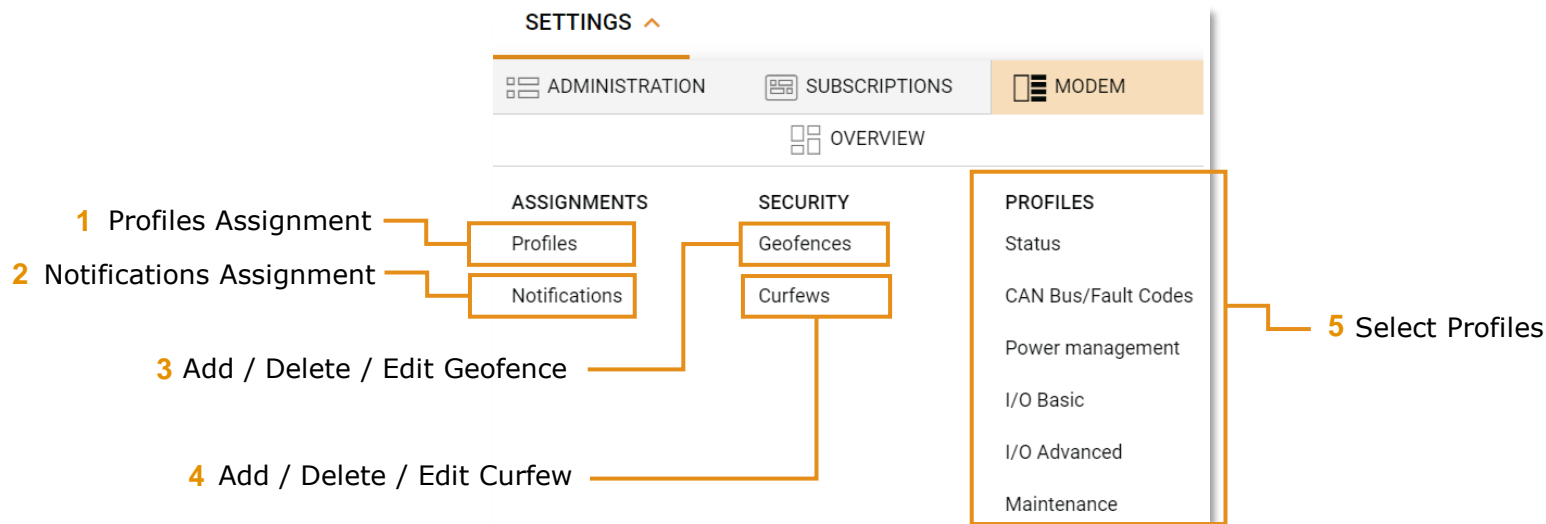 SETTINGS
ADMINISTRATION
SUBSCRIPTIONS
MODEM
OVERVIEW
ASSIGNMENTS
SECURITY
PROFILES
1 Profiles Assignment
Profiles
Geofences
Status
2 Notifications Assignment
Notifications
Curfews
CAN Bus/Fault Codes
5 Select Profiles
Power management
3 Add / Delete / Edit Geofence
I/O Basic
I/O Advanced
4 Add / Delete / Edit Curfew
Maintenance